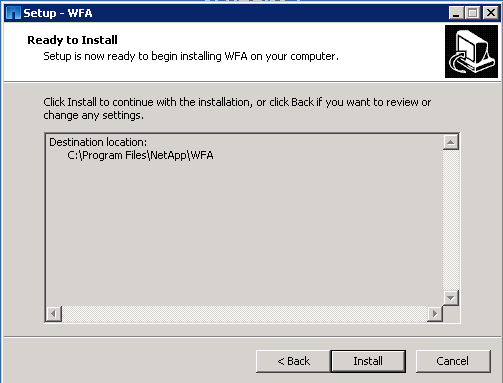 Setup - WFA
Ready to Install
Setup is now ready to begin installing WFA on your computer.
Click Install to continue with the installation, or click Back if you want to review or
change any settings.
Destination location:
C:\Program Files\NetApp\WFA
< Back
Install
Cancel